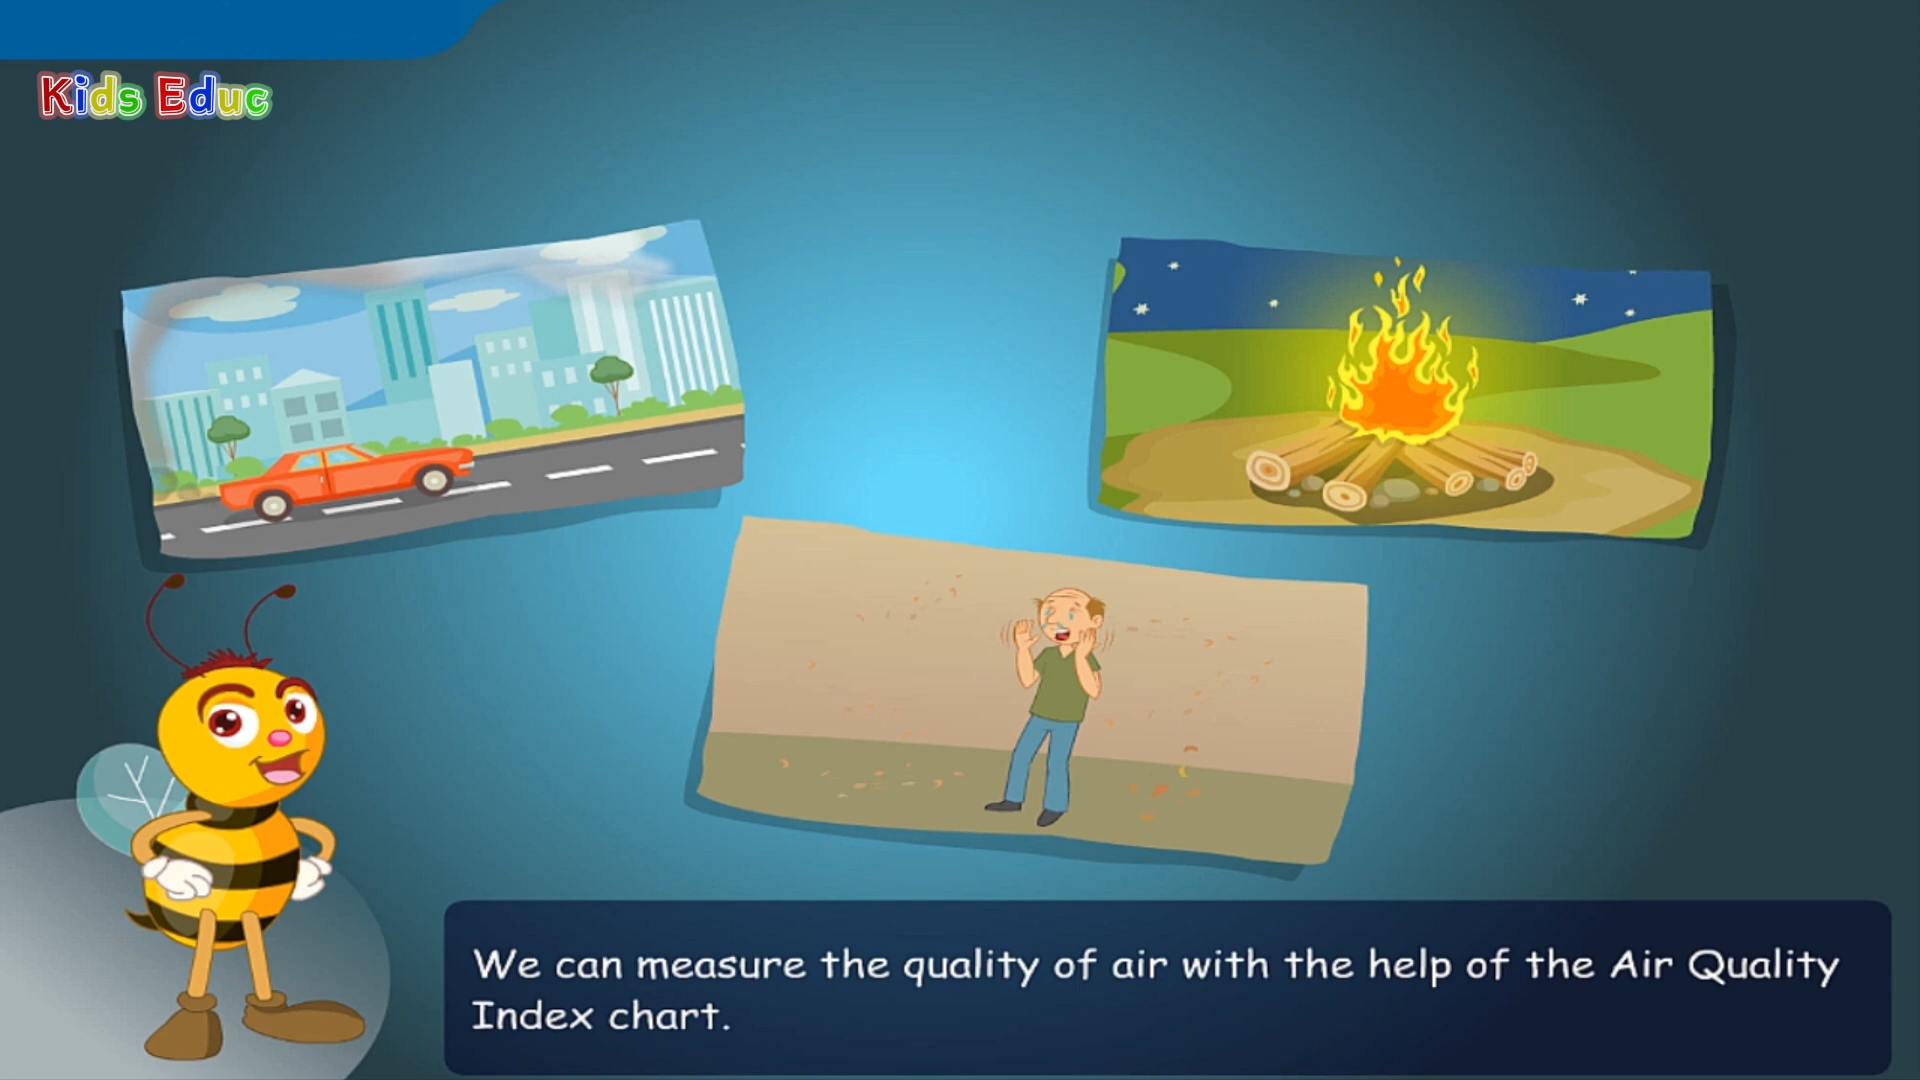 Kids Educ
We can measure the quality of air with the help of the Air Quality
Index chart.